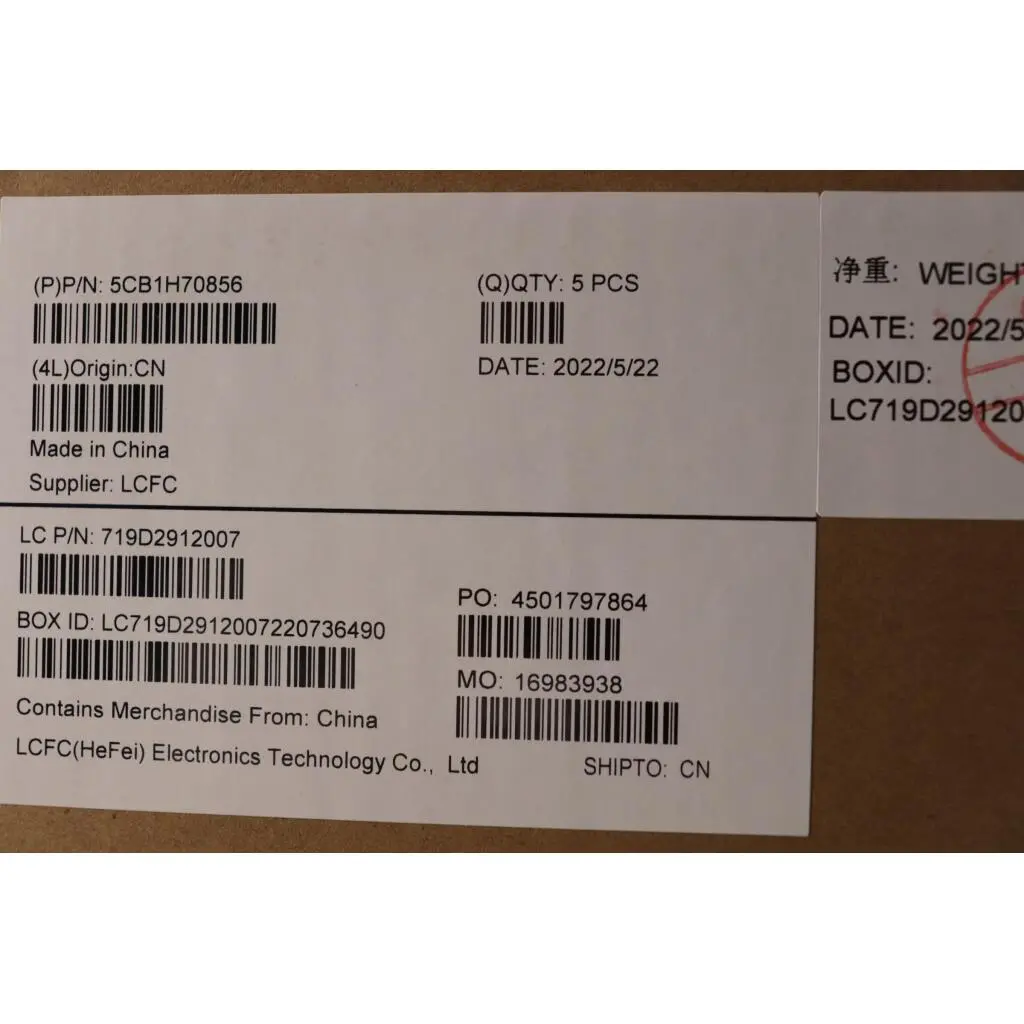 (P)P/N: 5CB1H70856
(Q)QTY: 5 PCS
(4L)Origin:CN
DATE: 2022/5/22
Made in China
Supplier: LCFC
LC P/N: 719D2912007
BOX ID: LC719D2912007220736490
PO: 4501797864
MO: 16983938
Contains Merchandise From: China
LCFC(HeFei) Electronics Technology Co., Ltd
SHIPTO: CN
净重: WEIGH
DATE: 2022/5
BOXID:
LC719D29120